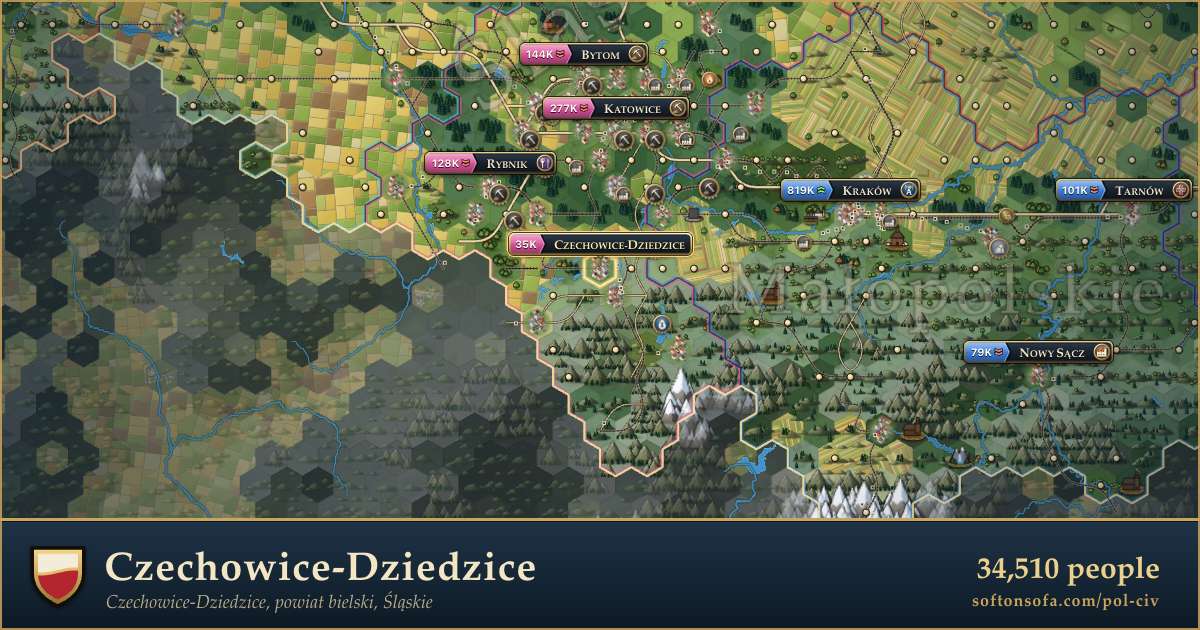 144K BYTOM
277K KATOWICE
128K RYBNIK
819K KRAKÓW
101K TARNÓW
35K CZECHOWICE-DZIEDZICE
Małopolskie
79K NOWY SĄCZ
Czechowice-Dziedzice
34,510 people
Czechowice-Dziedzice, powiat bielski, Śląskie
softonsofa.com/pol-civ